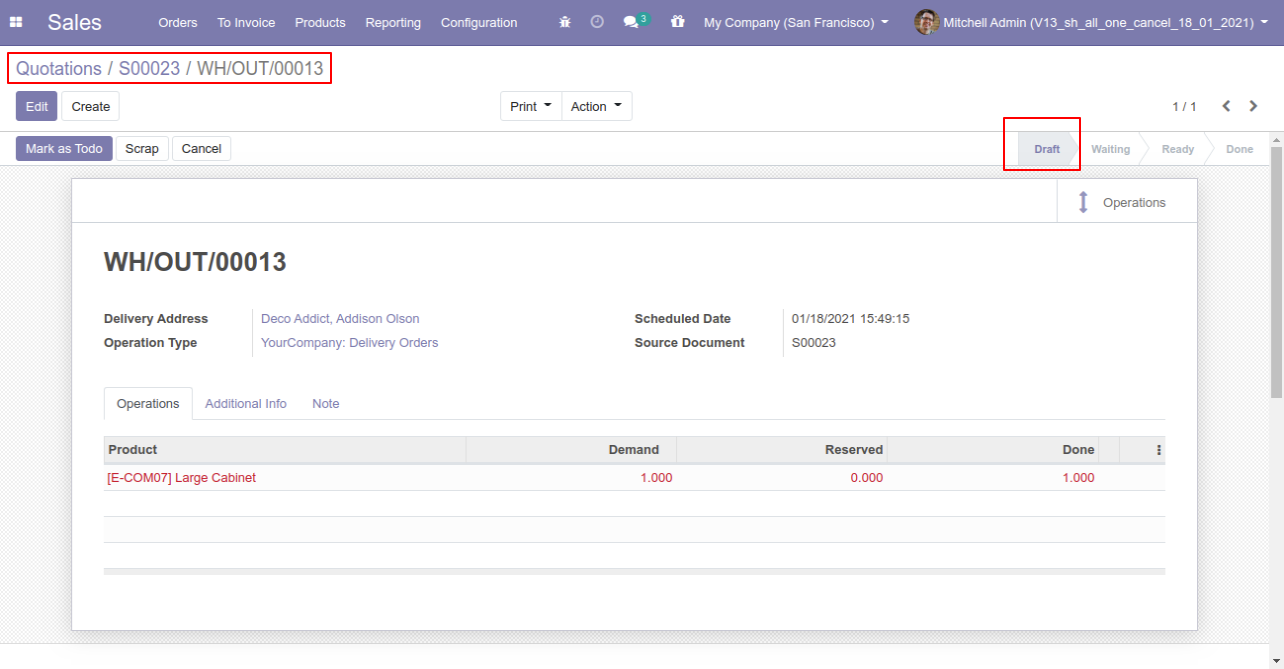 Sales Orders To Invoice Products Reporting Configuration 3 My Company (San Francisco) Mitchell Admin (V13_sh_all_one_cancel_18_01_2021)
Quotations / S00023 / WH/OUT/00013
Edit Create Print Action 1 / 1
Mark as Todo Scrap Cancel Draft Waiting Ready Done
Operations
WH/OUT/00013
Delivery Address Deco Addict, Addison Olson Scheduled Date 01/18/2021 15:49:15
Operation Type YourCompany: Delivery Orders Source Document S00023
Operations Additional Info Note
Product Demand Reserved Done
[E-COM07] Large Cabinet 1.000 0.000 1.000